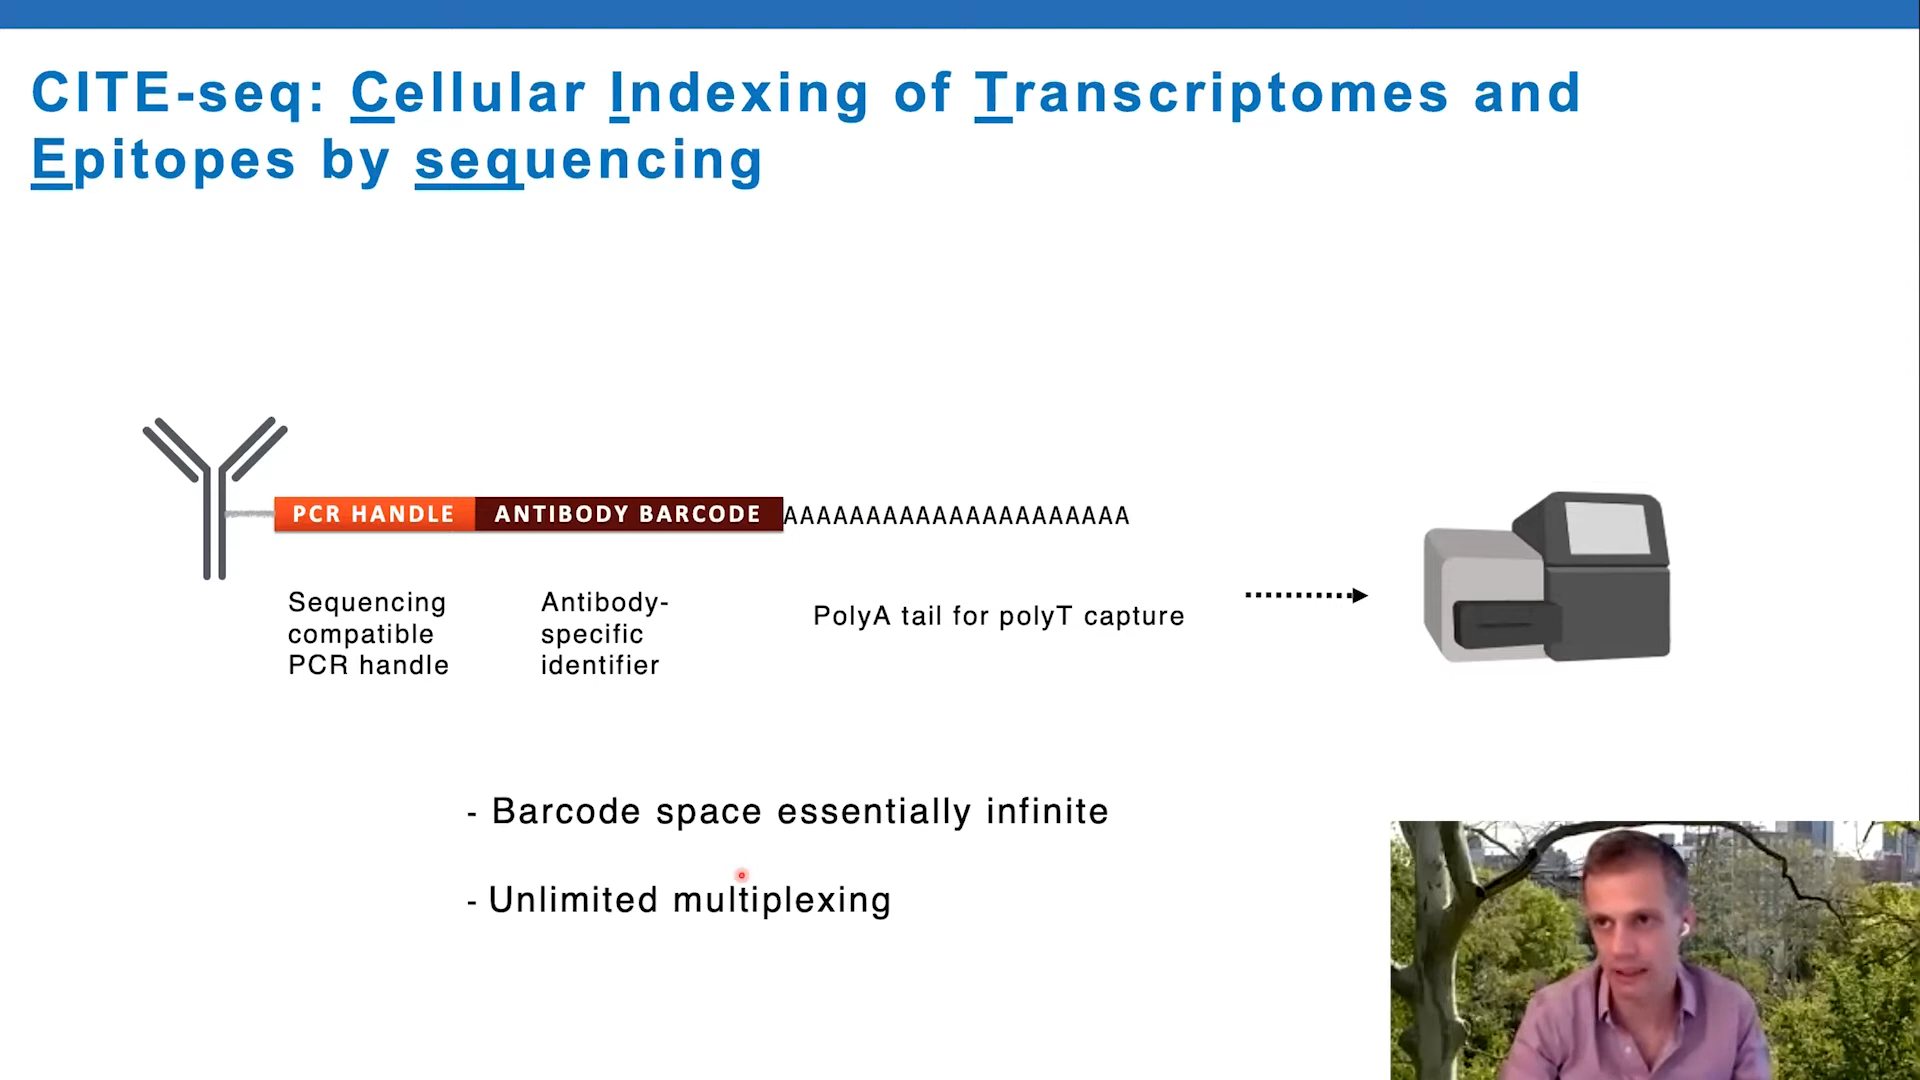 CITE-seq: Cellular Indexing of Transcriptomes and
Epitopes by sequencing
PCR HANDLE ANTIBODY BARCODE AAAAAAAAAAAAAAAAAAAAA
Sequencing
compatible
PCR handle
Antibody-
specific
identifier
PolyA tail for polyT capture
- Barcode space essentially infinite
- Unlimited multiplexing